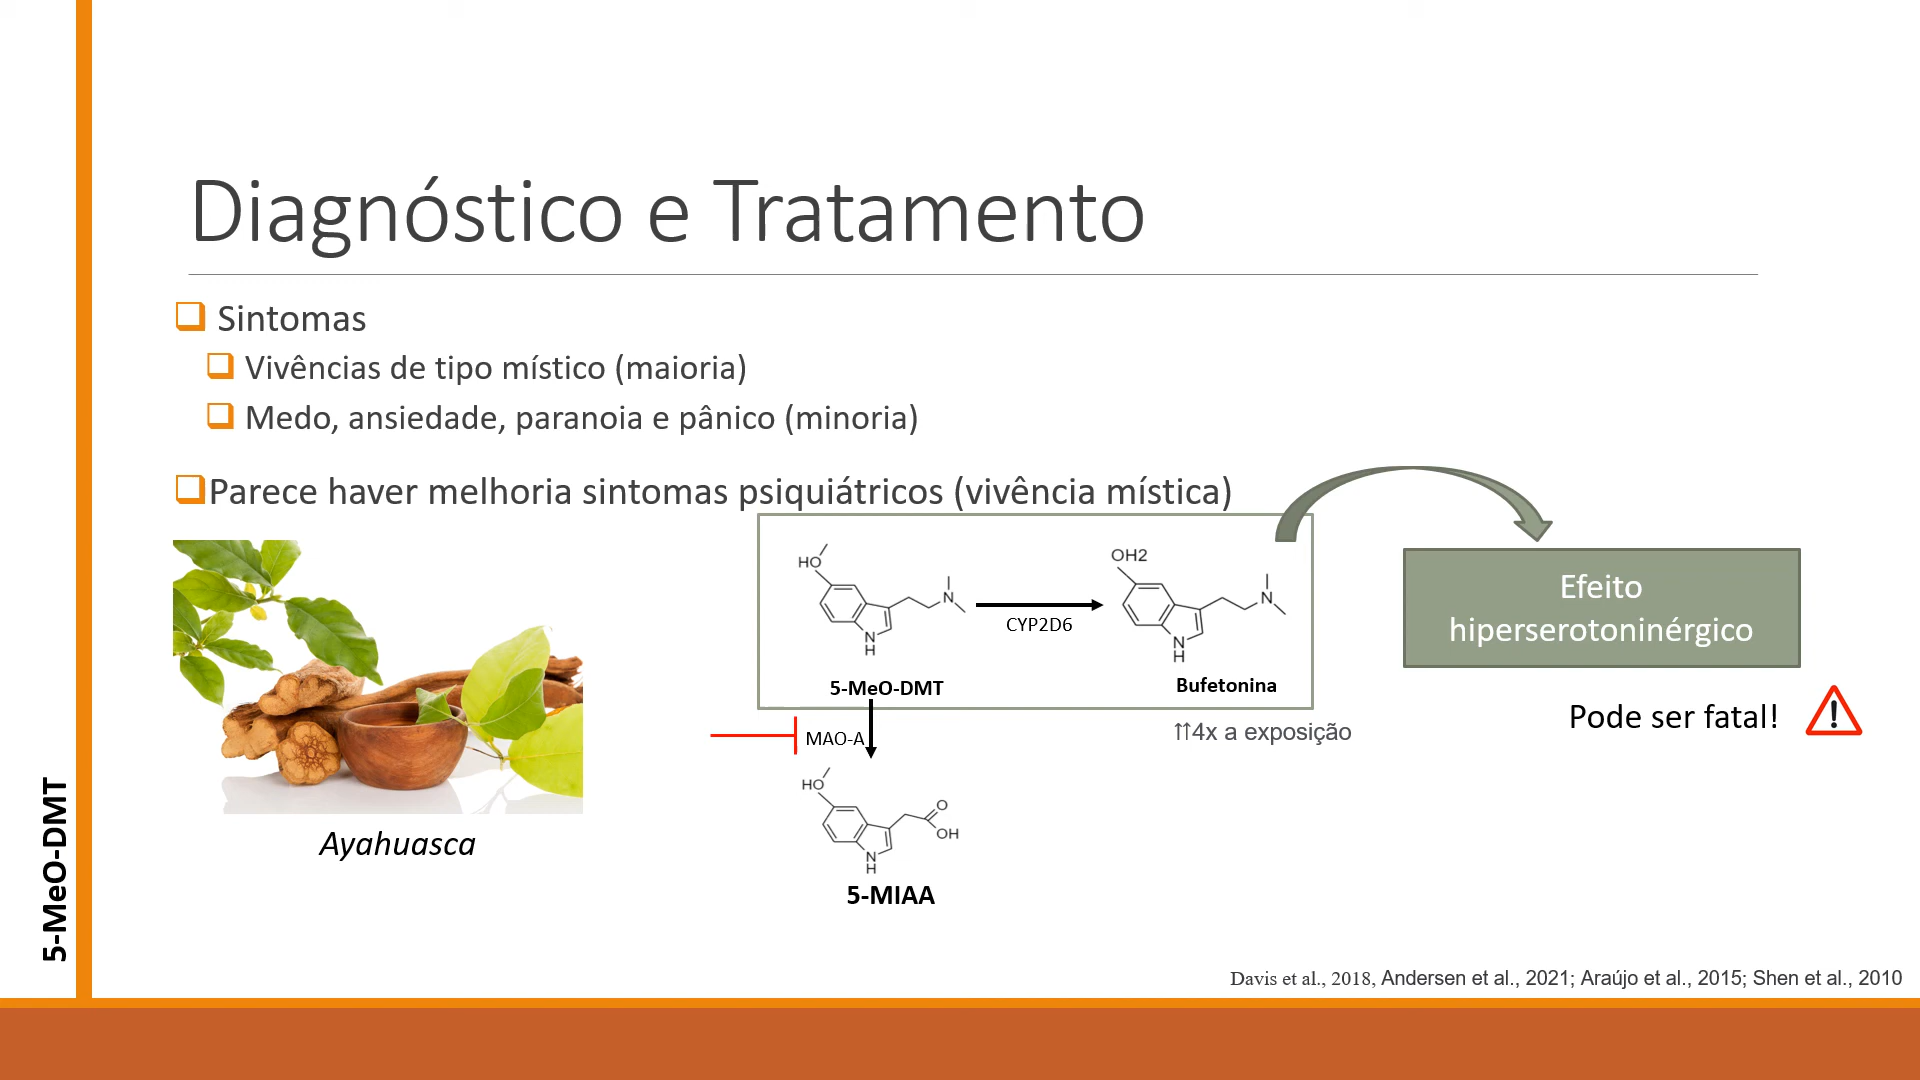 Diagnóstico e Tratamento
Sintomas
Vivências de tipo místico (maioria)
Medo, ansiedade, paranoia e pânico (minoria)
Parece haver melhoria sintomas psiquiátricos (vivência mística)
HO
N
N
H
5-MeO-DMT
CYP2D6
OH2
N
N
H
Bufetonina
Efeito
hiperserotoninérgico
Pode ser fatal!
⇈4x a exposição
MAO-A
HO
O
OH
N
H
5-MIAA
Ayahuasca
5-MeO-DMT
Davis et al., 2018, Andersen et al., 2021; Araújo et al., 2015; Shen et al., 2010